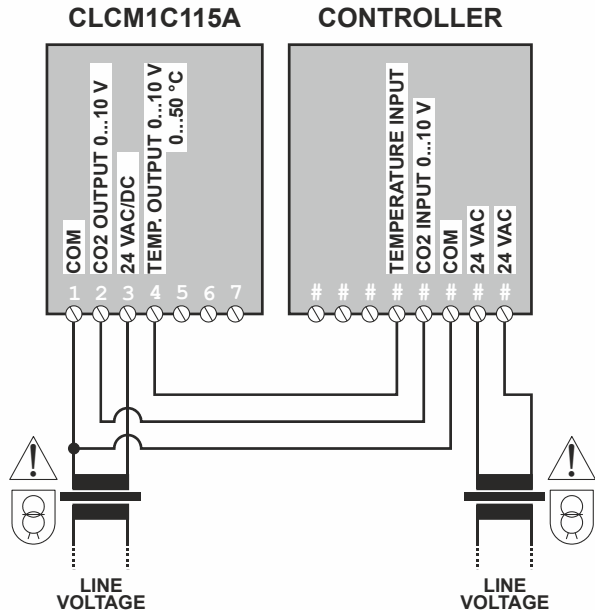 CLCM1C115A
CONTROLLER
COM
CO2 OUTPUT 0...10 V
24 VAC/DC
TEMP. OUTPUT 0...10 V
0...50 °C
TEMPERATURE INPUT
CO2 INPUT 0...10 V
COM
24 VAC
24 VAC
1 2 3 4 5 6 7
# # # # # # # #
LINE
VOLTAGE
LINE
VOLTAGE